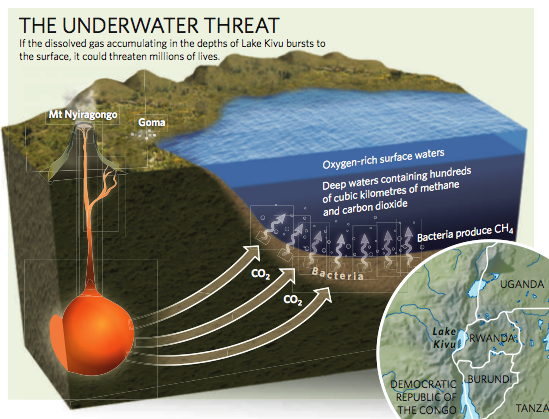 THE UNDERWATER THREAT
If the dissolved gas accumulating in the depths of Lake Kivu bursts to
the surface, it could threaten millions of lives.
Mt Nyiragongo
Goma
Oxygen-rich surface waters
Deep waters containing hundreds
of cubic kilometres of methane
and carbon dioxide
Bacteria produce CH₄
CO₂
Bacteria
CO₂
UGANDA
Lake
Kivu
RWANDA
BURUNDI
DEMOCRATIC
REPUBLIC OF
THE CONGO
TANZA